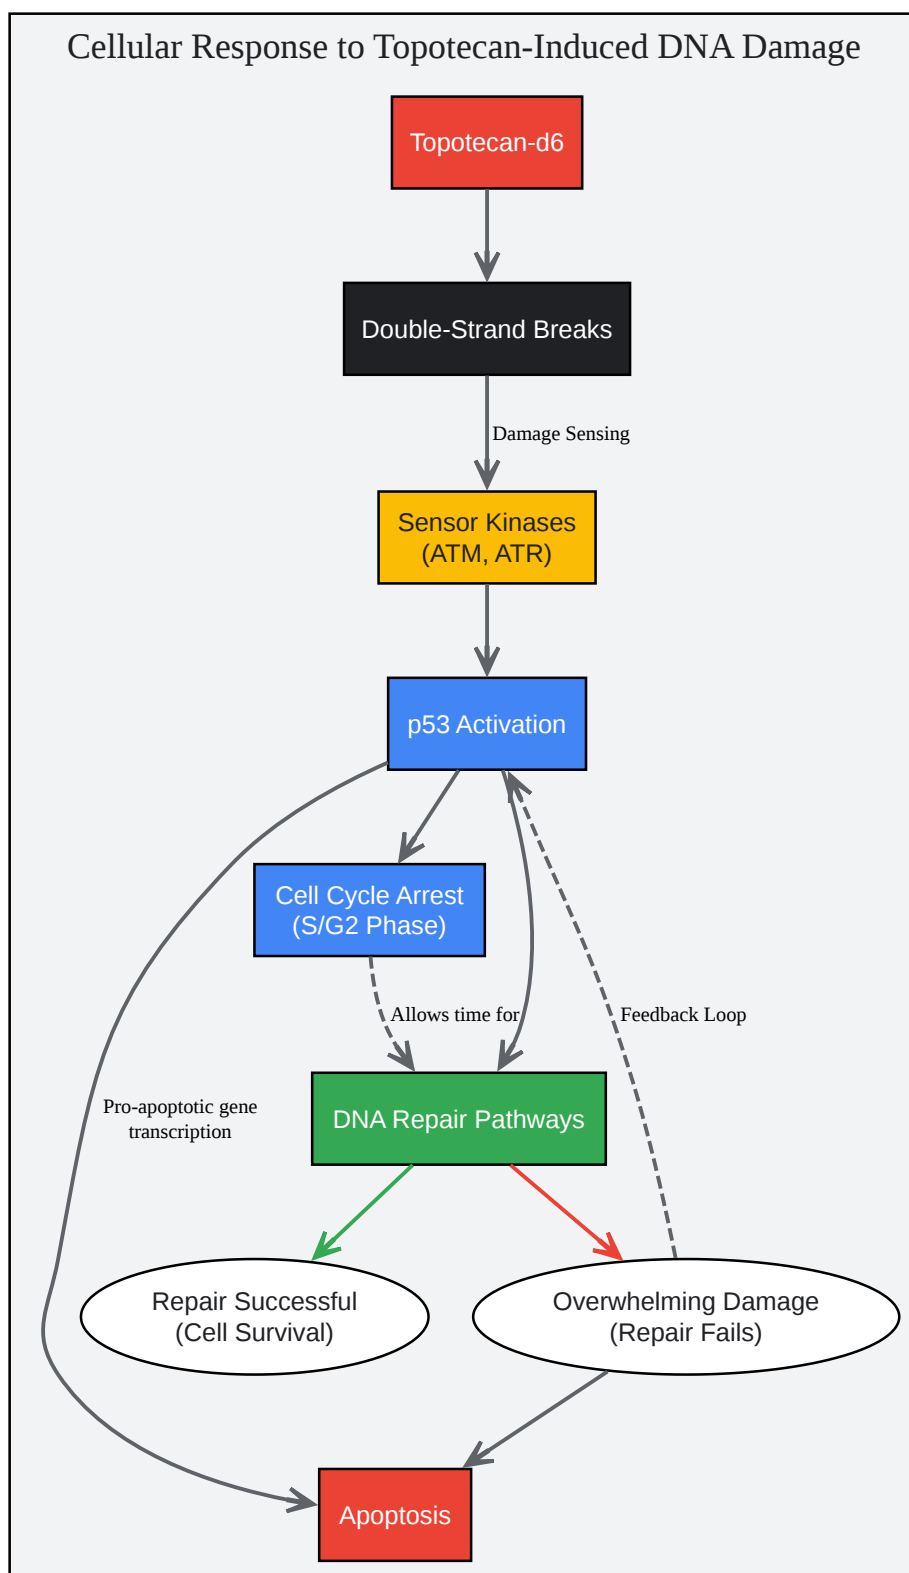 Cellular Response to Topotecan-Induced DNA Damage
Topotecan-d6
Double-Strand Breaks
Damage Sensing
Sensor Kinases
(ATM, ATR)
p53 Activation
Cell Cycle Arrest
(S/G2 Phase)
Allows time for
Feedback Loop
Pro-apoptotic gene
transcription
DNA Repair Pathways
Repair Successful
(Cell Survival)
Overwhelming Damage
(Repair Fails)
Apoptosis